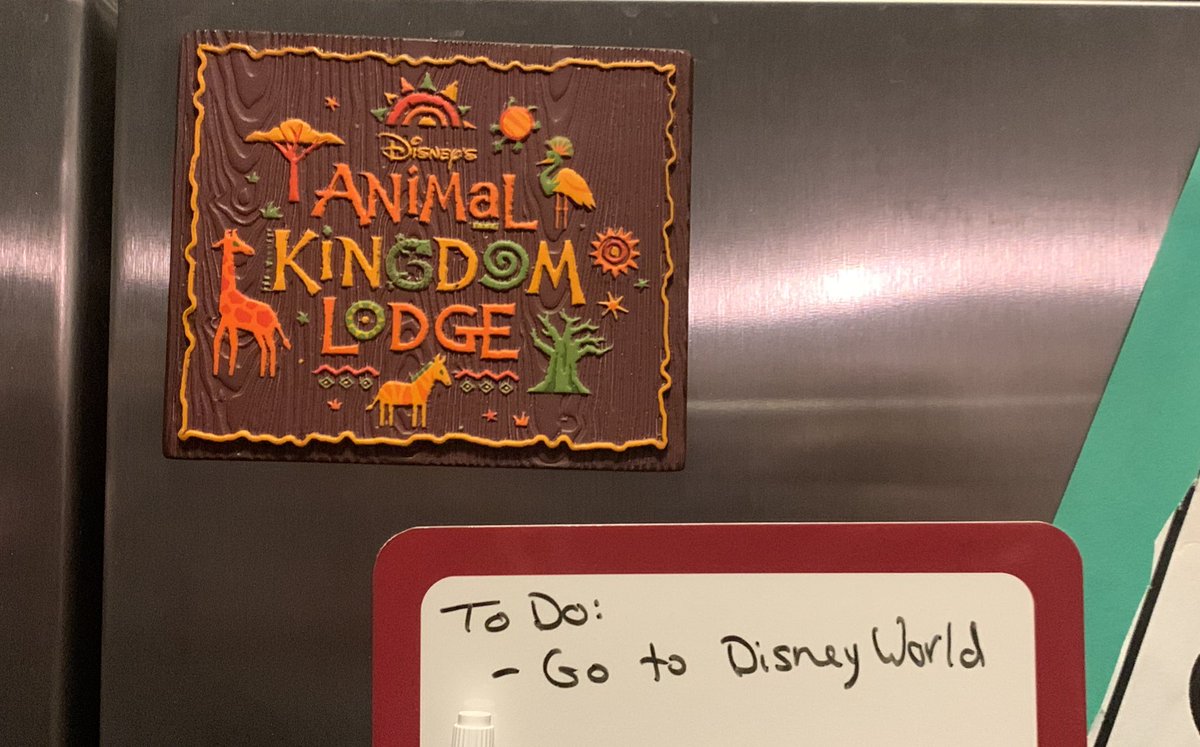 DiSNEY'S
ANiMaL
KiNGDOM
LODGE
To Do:
- Go to Disney World